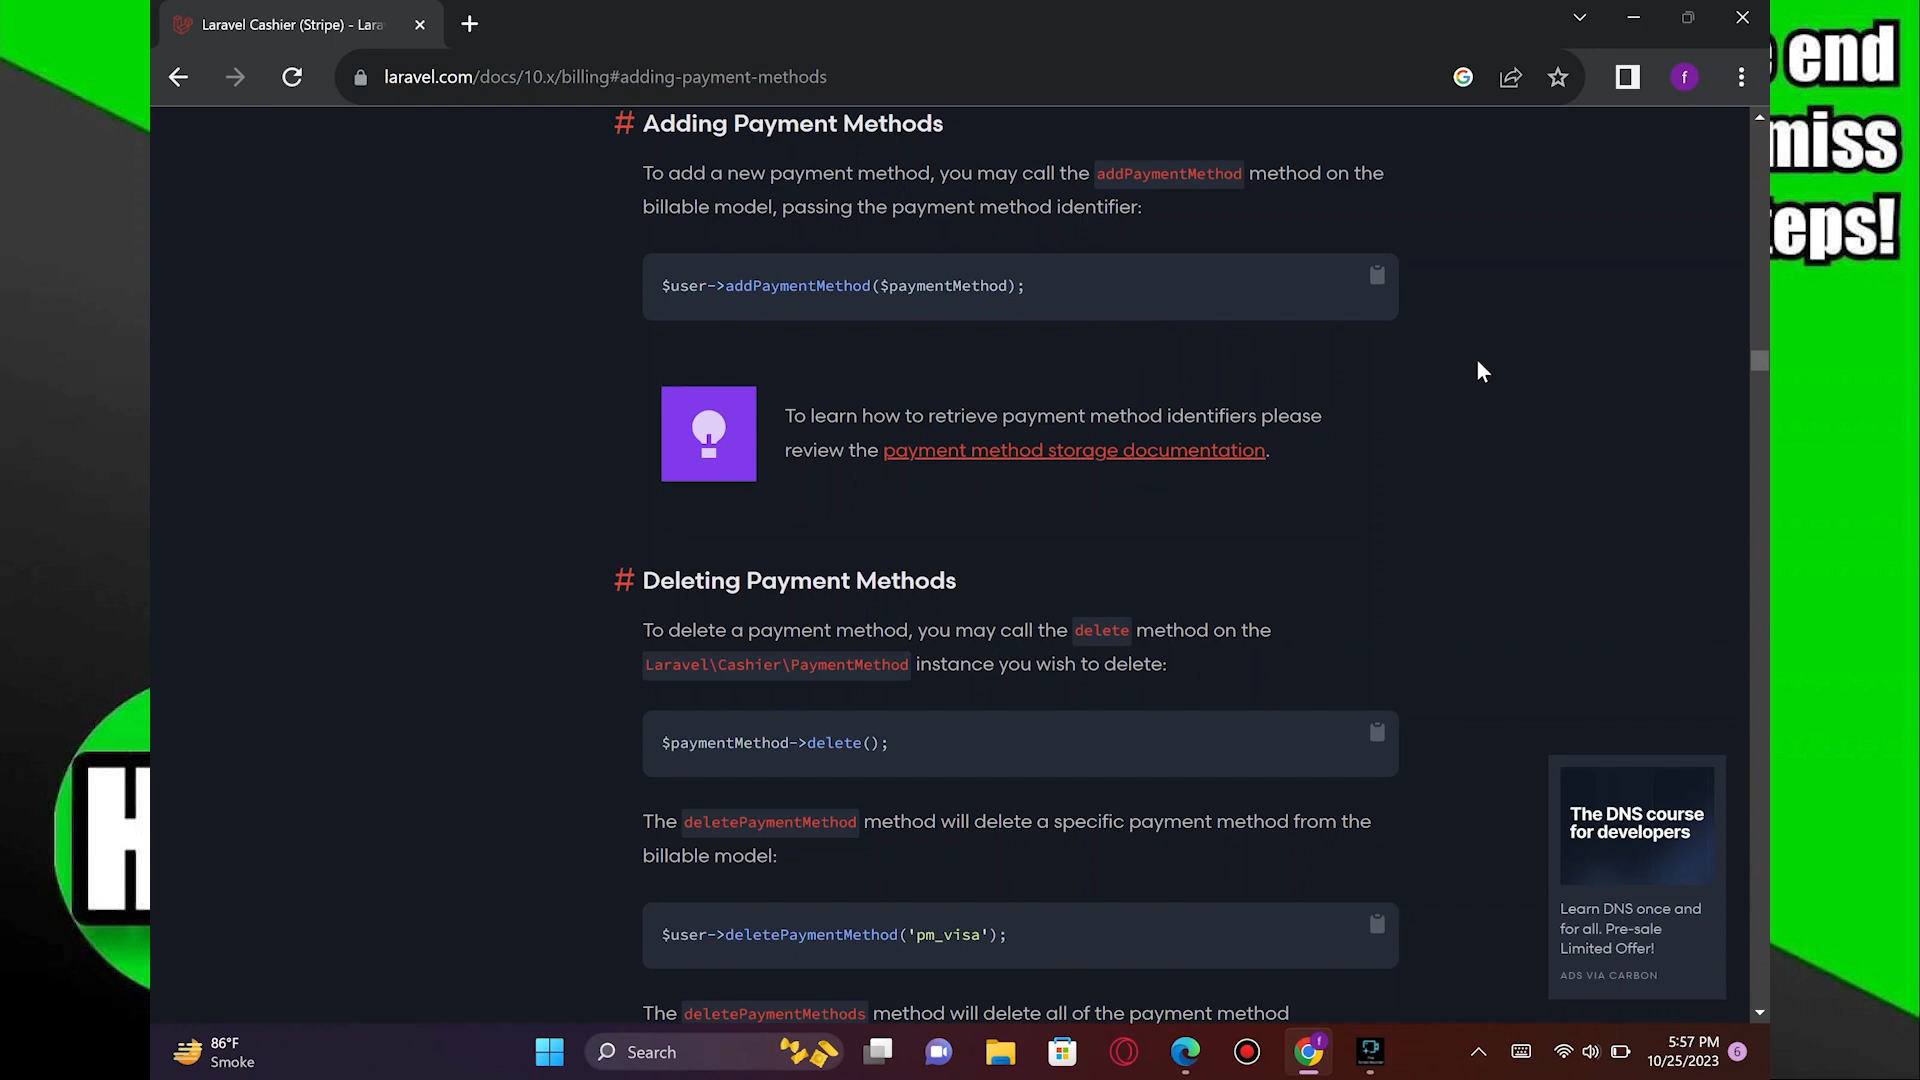 Laravel Cashier (Stripe) - Lara
laravel.com/docs/10.x/billing#adding-payment-methods
f
end
miss
teps!
# Adding Payment Methods
To add a new payment method, you may call the addPaymentMethod method on the
billable model, passing the payment method identifier:
$user->addPaymentMethod($paymentMethod);
To learn how to retrieve payment method identifiers please
review the payment method storage documentation.
# Deleting Payment Methods
To delete a payment method, you may call the delete method on the
Laravel\Cashier\PaymentMethod instance you wish to delete:
$paymentMethod->delete();
The deletePaymentMethod method will delete a specific payment method from the
billable model:
$user->deletePaymentMethod('pm_visa');
The deletePaymentMethods method will delete all of the payment method
The DNS course
for developers
Learn DNS once and
for all. Pre-sale
Limited Offer!
ADS VIA CARBON
H
86°F
Smoke
Search
f
5:57 PM
10/25/2023
6